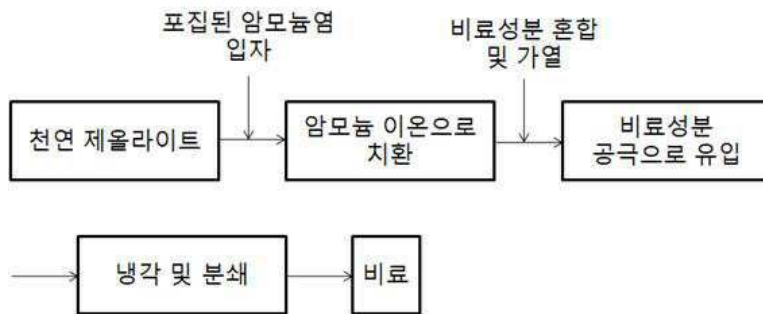 포집된 암모늄염
입자
비료성분 혼합
및 가열
천연 제올라이트
암모늄 이온으로
치환
비료성분
공극으로 유입
냉각 및 분쇄
비료